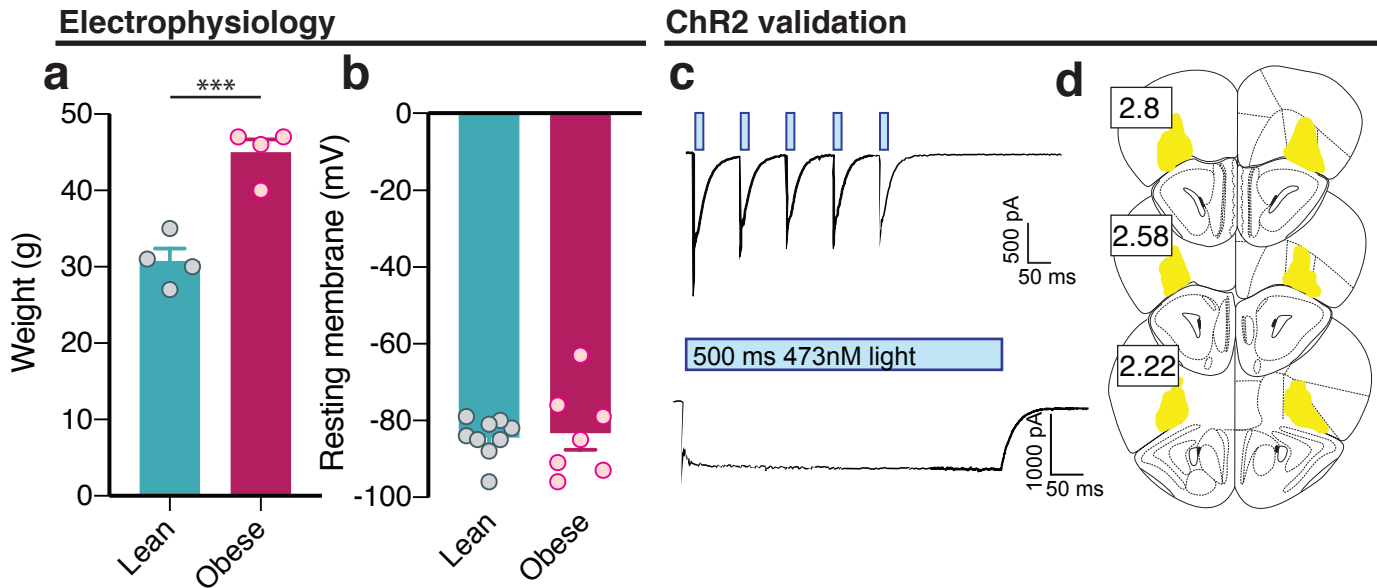 Electrophysiology
ChR2 validation
a
***
Weight (g)
50
40
30
20
10
0
Lean
Obese
b
Resting membrane (mV)
0
-20
-40
-60
-80
-100
Lean
Obese
c
500 pA
50 ms
500 ms 473nM light
1000 pA
50 ms
d
2.8
2.58
2.22